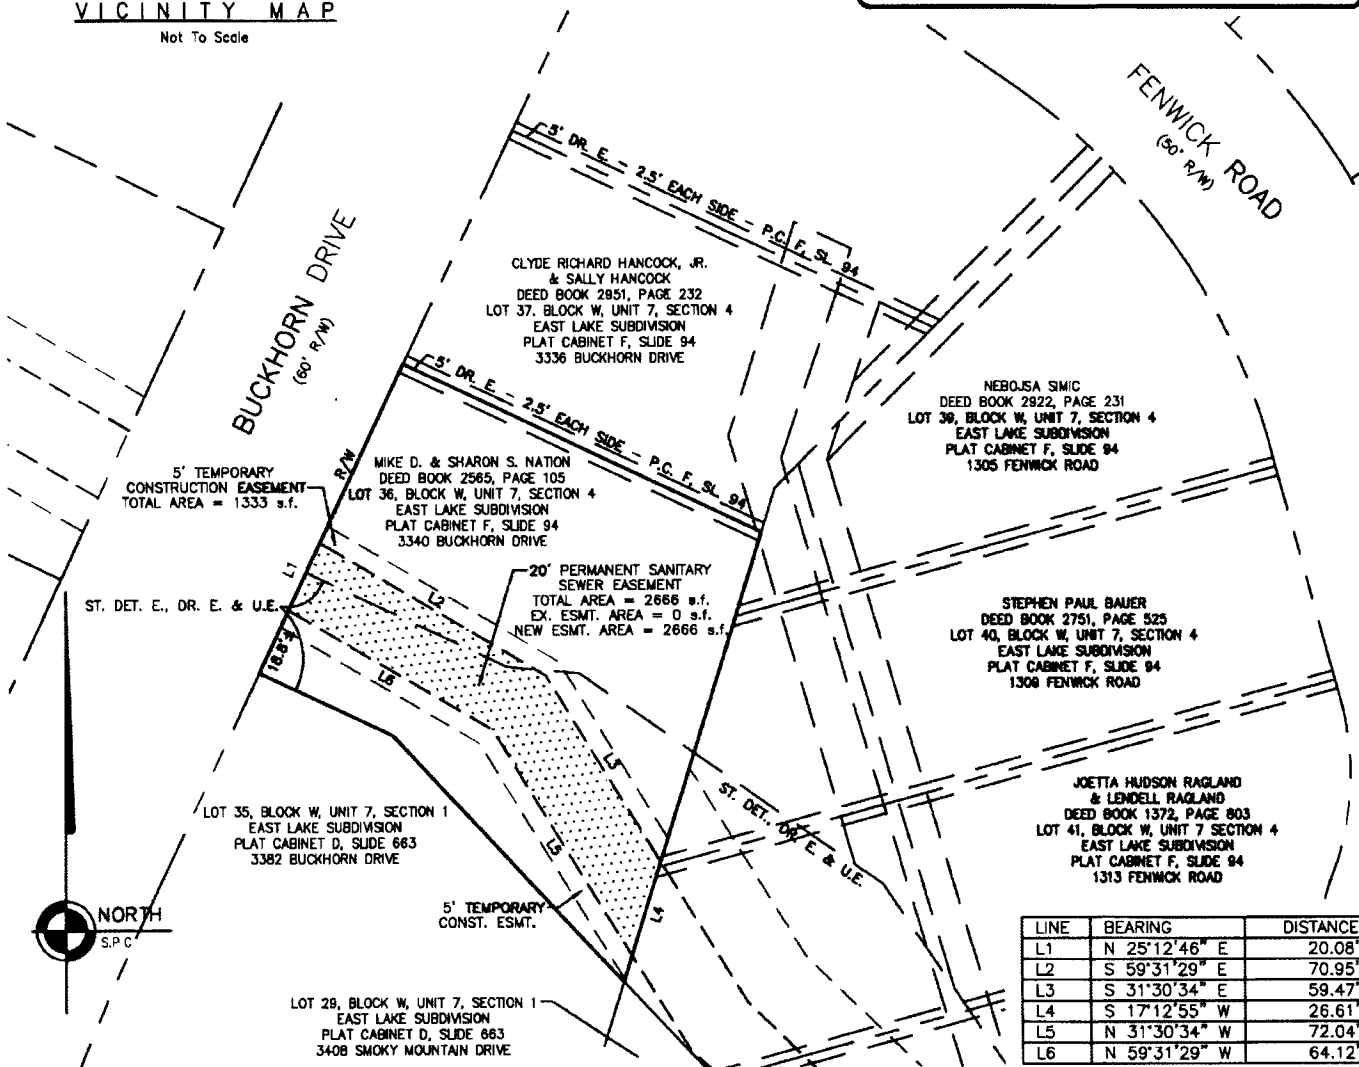 VICINITY MAP
Not To Scale
FENWICK ROAD
(50' R/W)
BUCKHORN DRIVE
(60' R/W)
5' DR. E. - 2.5' EACH SIDE - P.C. F, SL. 94
CLYDE RICHARD HANCOCK, JR.
& SALLY HANCOCK
DEED BOOK 2951, PAGE 232
LOT 37, BLOCK W, UNIT 7, SECTION 4
EAST LAKE SUBDIVISION
PLAT CABINET F, SLIDE 94
3336 BUCKHORN DRIVE
5' DR. E. - 2.5' EACH SIDE - P.C. F, SL. 94
NEBOJSA SIMIC
DEED BOOK 2922, PAGE 231
LOT 39, BLOCK W, UNIT 7, SECTION 4
EAST LAKE SUBDIVISION
PLAT CABINET F, SLIDE 94
1305 FENWICK ROAD
R/W
MIKE D. & SHARON S. NATION
DEED BOOK 2565, PAGE 105
LOT 36, BLOCK W, UNIT 7, SECTION 4
EAST LAKE SUBDIVISION
PLAT CABINET F, SLIDE 94
3340 BUCKHORN DRIVE
5' TEMPORARY
CONSTRUCTION EASEMENT
TOTAL AREA = 1333 s.f.
20' PERMANENT SANITARY
SEWER EASEMENT
TOTAL AREA = 2666 s.f.
EX. ESMT. AREA = 0 s.f.
NEW ESMT. AREA = 2666 s.f.
L1
L2
ST. DET. E., DR. E. & U.E.
18.8'
L6
STEPHEN PAUL BAUER
DEED BOOK 2751, PAGE 525
LOT 40, BLOCK W, UNIT 7, SECTION 4
EAST LAKE SUBDIVISION
PLAT CABINET F, SLIDE 94
1309 FENWICK ROAD
L3
ST. DET., DR. E. & U.E.
JOETTA HUDSON RAGLAND
& LENDELL RAGLAND
DEED BOOK 1372, PAGE 803
LOT 41, BLOCK W, UNIT 7 SECTION 4
EAST LAKE SUBDIVISION
PLAT CABINET F, SLIDE 94
1313 FENWICK ROAD
LOT 35, BLOCK W, UNIT 7, SECTION 1
EAST LAKE SUBDIVISION
PLAT CABINET D, SLIDE 663
3382 BUCKHORN DRIVE
L5
L4
5' TEMPORARY
CONST. ESMT.
NORTH
S.P.C
LOT 29, BLOCK W, UNIT 7, SECTION 1
EAST LAKE SUBDIVISION
PLAT CABINET D, SLIDE 663
3408 SMOKY MOUNTAIN DRIVE
LINE BEARING DISTANCE
L1 N 25°12'46" E 20.08'
L2 S 59°31'29" E 70.95'
L3 S 31°30'34" E 59.47'
L4 S 17°12'55" W 26.61'
L5 N 31°30'34" W 72.04'
L6 N 59°31'29" W 64.12'